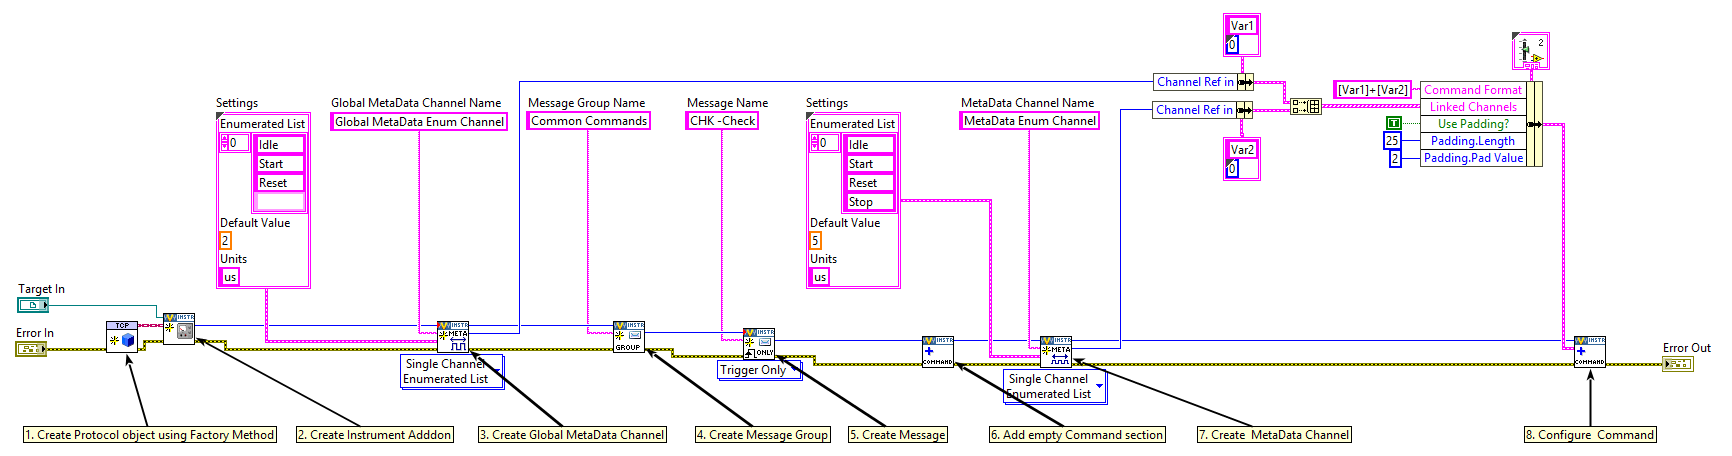 Var1
0
Channel Ref in
2
[Var1]+[Var2]
Command Format
Linked Channels
T
Use Padding?
25
Padding.Length
2
Padding.Pad Value
Channel Ref in
Var2
0
Settings
Enumerated List
0
Idle
Start
Reset
Default Value
2
Units
us
Global MetaData Channel Name
Global MetaData Enum Channel
Message Group Name
Common Commands
Message Name
CHK -Check
Settings
Enumerated List
0
Idle
Start
Reset
Stop
Default Value
5
Units
us
MetaData Channel Name
MetaData Enum Channel
Target In
Error In
TCP
INSTR
INSTR
META
Single Channel
Enumerated List
INSTR
GROUP
INSTR
ONLY
Trigger Only
INSTR
COMMAND
INSTR
META
Single Channel
Enumerated List
INSTR
COMMAND
Error Out
1. Create Protocol object using Factory Method
2. Create Instrument Adddon
3. Create Global MetaData Channel
4. Create Message Group
5. Create Message
6. Add empty Command section
7. Create  MetaData Channel
8. Configure  Command